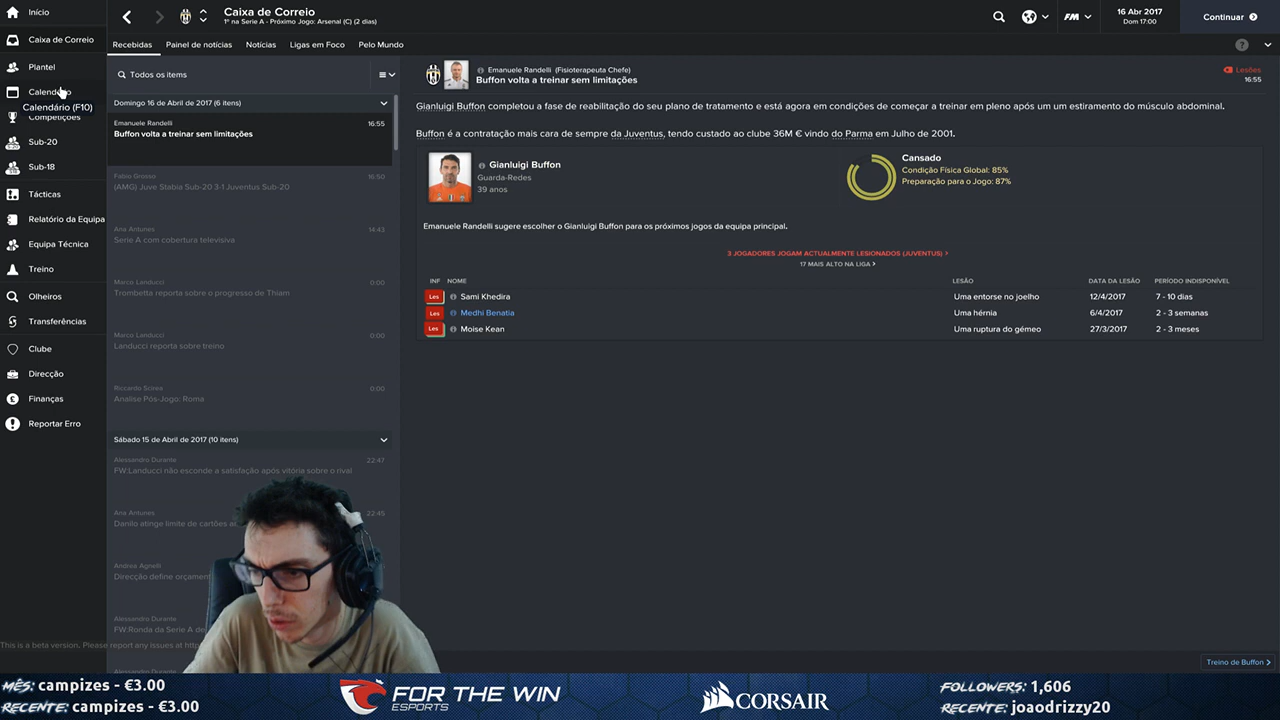 Início
Caixa de Correio
Plantel
Calendário
Calendário (F10)
Competições
Sub-20
Sub-18
Tácticas
Relatório da Equipa
Equipa Técnica
Treino
Olheiros
Transferências
Clube
Direcção
Finanças
Reportar Erro
Caixa de Correio
1º na Serie A - Próximo Jogo: Arsenal (C) (2 dias)
FM
16 Abr 2017
Dom 17:00
Continuar
Recebidas
Painel de notícias
Notícias
Ligas em Foco
Pelo Mundo
Todos os items
Domingo 16 de Abril de 2017 (6 itens)
Emanuele Randelli 16:55
Buffon volta a treinar sem limitações
Fabio Grosso 16:50
(AMG) Juve Stabia Sub-20 3-1 Juventus Sub-20
Ana Antunes 14:43
Serie A com cobertura televisiva
Marco Landucci 0:00
Trombetta reporta sobre o progresso de Thiam
Marco Landucci 0:00
Landucci reporta sobre treino
Riccardo Scirea 0:00
Análise Pós-Jogo: Roma
Sábado 15 de Abril de 2017 (10 itens)
Alessandro Durante 22:47
FW:Landucci não esconde a satisfação após vitória sobre o rival
Ana Antunes 22:45
Danilo atinge limite de cartões
Andrea Agnelli
Direcção define orçamen
Alessandro Durante
FW:Ronda da Serie A de
Emanuele Randelli (Fisioterapeuta Chefe)
Buffon volta a treinar sem limitações
Lesões
16:55
Gianluigi Buffon completou a fase de reabilitação do seu plano de tratamento e está agora em condições de começar a treinar em pleno após um um estiramento do músculo abdominal.
Buffon é a contratação mais cara de sempre da Juventus, tendo custado ao clube 36M € vindo do Parma em Julho de 2001.
Gianluigi Buffon
Guarda-Redes
39 anos
Cansado
Condição Física Global: 85%
Preparação para o Jogo: 87%
Emanuele Randelli sugere escolher o Gianluigi Buffon para os próximos jogos da equipa principal.
3 JOGADORES JOGAM ACTUALMENTE LESIONADOS (JUVENTUS) >
17 MAIS ALTO NA LIGA >
INF NOME LESÃO DATA DA LESÃO PERÍODO INDISPONÍVEL
Les Sami Khedira Uma entorse no joelho 12/4/2017 7 - 10 dias
Les Medhi Benatia Uma hérnia 6/4/2017 2 - 3 semanas
Les Moise Kean Uma ruptura do gémeo 27/3/2017 2 - 3 meses
This is a beta version. Please report any issues at
Treino de Buffon >
MÊS: campizes - €3.00
RECENTE: campizes - €3.00
FOR THE WIN
ESPORTS
CORSAIR
FOLLOWERS: 1,606
RECENTE: joaodrizzy20